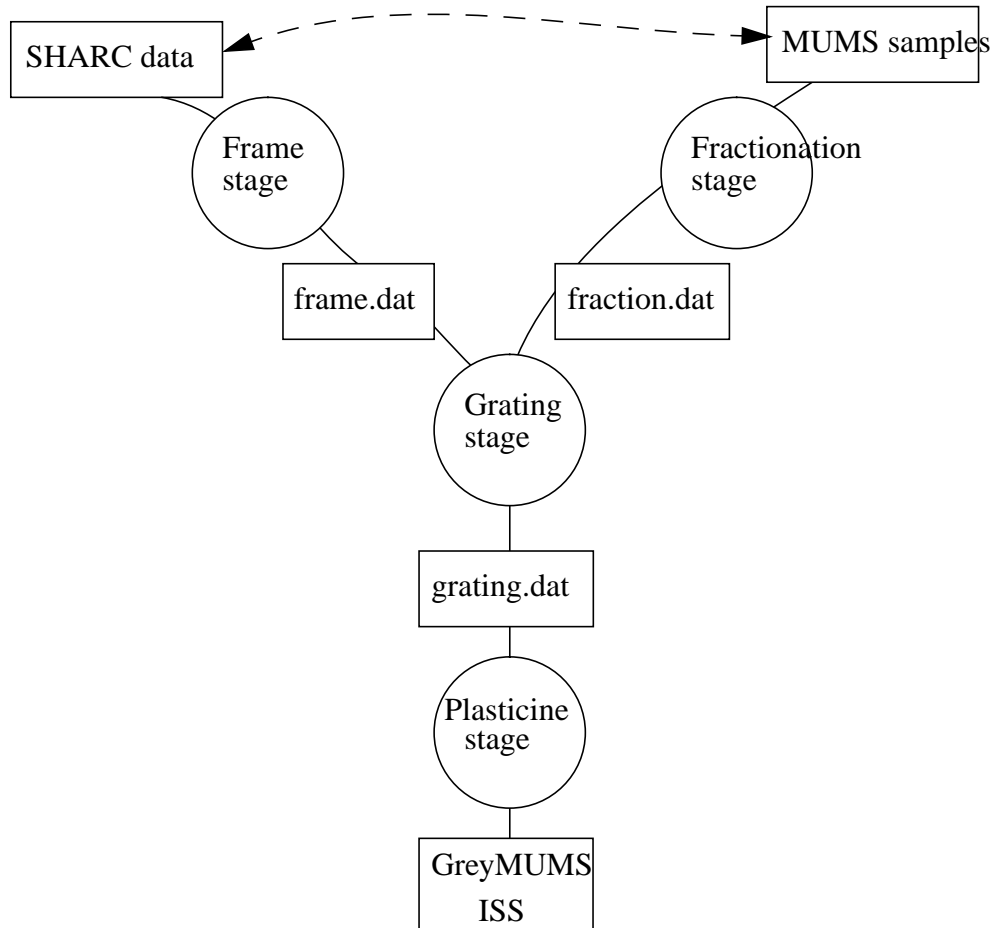 SHARC data
MUMS samples
Frame
stage
Fractionation
stage
frame.dat
fraction.dat
Grating
stage
grating.dat
Plasticine
stage
GreyMUMS
ISS